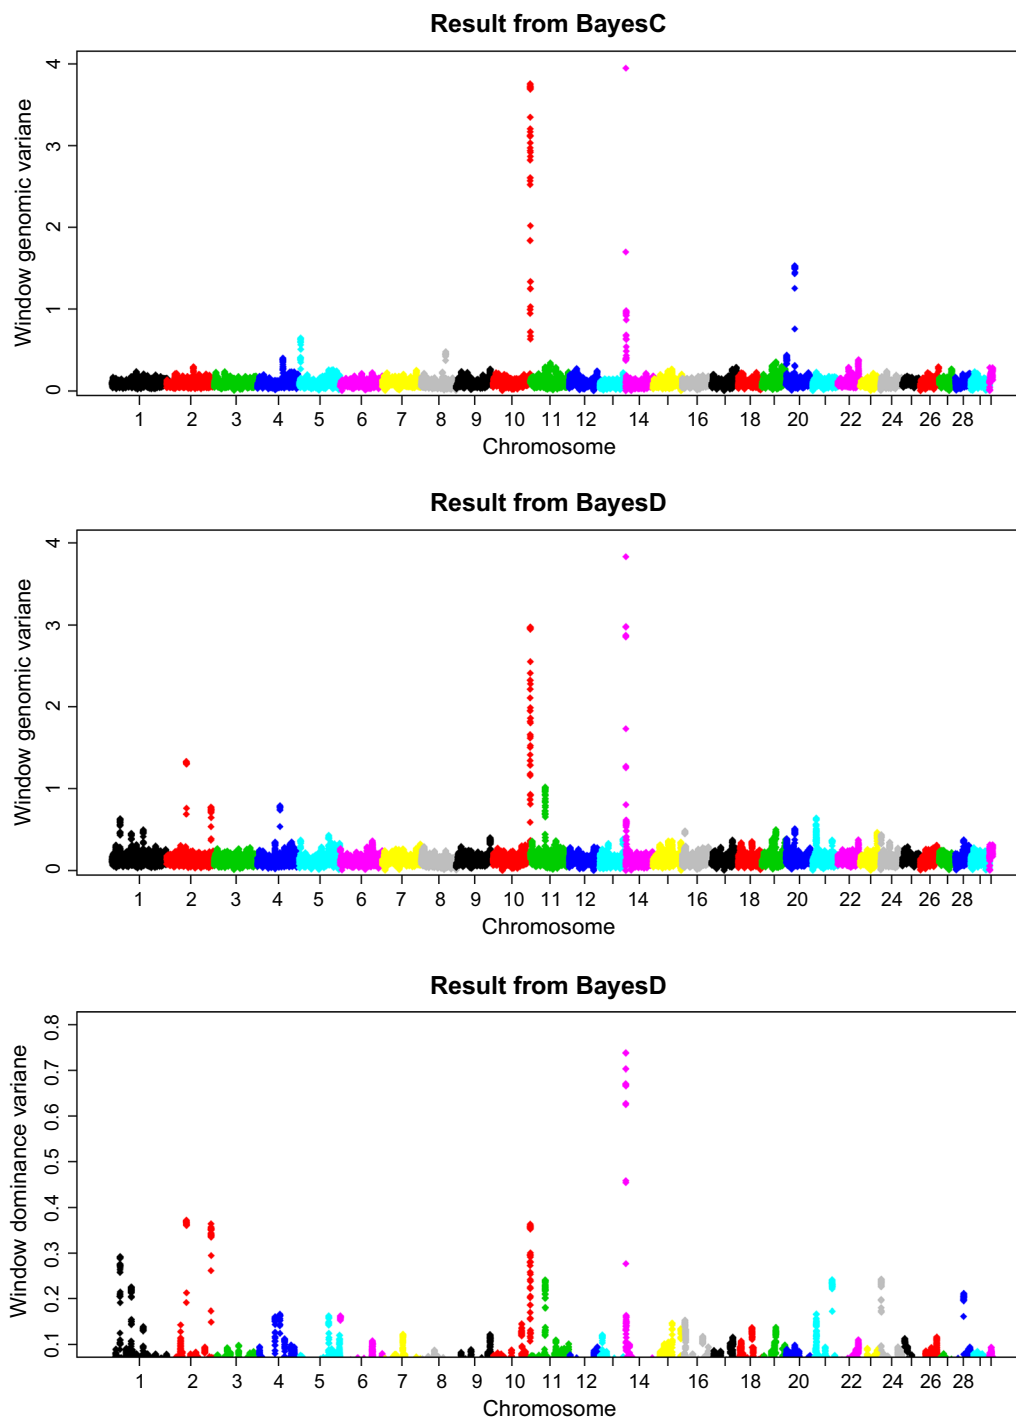 Result from BayesC
Window genomic variane
4
3
2
1
0
1 2 3 4 5 6 7 8 9 10 11 12 14 16 18 20 22 24 26 28
Chromosome
Result from BayesD
Window genomic variane
4
3
2
1
0
1 2 3 4 5 6 7 8 9 10 11 12 14 16 18 20 22 24 26 28
Chromosome
Result from BayesD
Window dominance variane
0.8
0.7
0.6
0.5
0.4
0.3
0.2
0.1
1 2 3 4 5 6 7 8 9 10 11 12 14 16 18 20 22 24 26 28
Chromosome